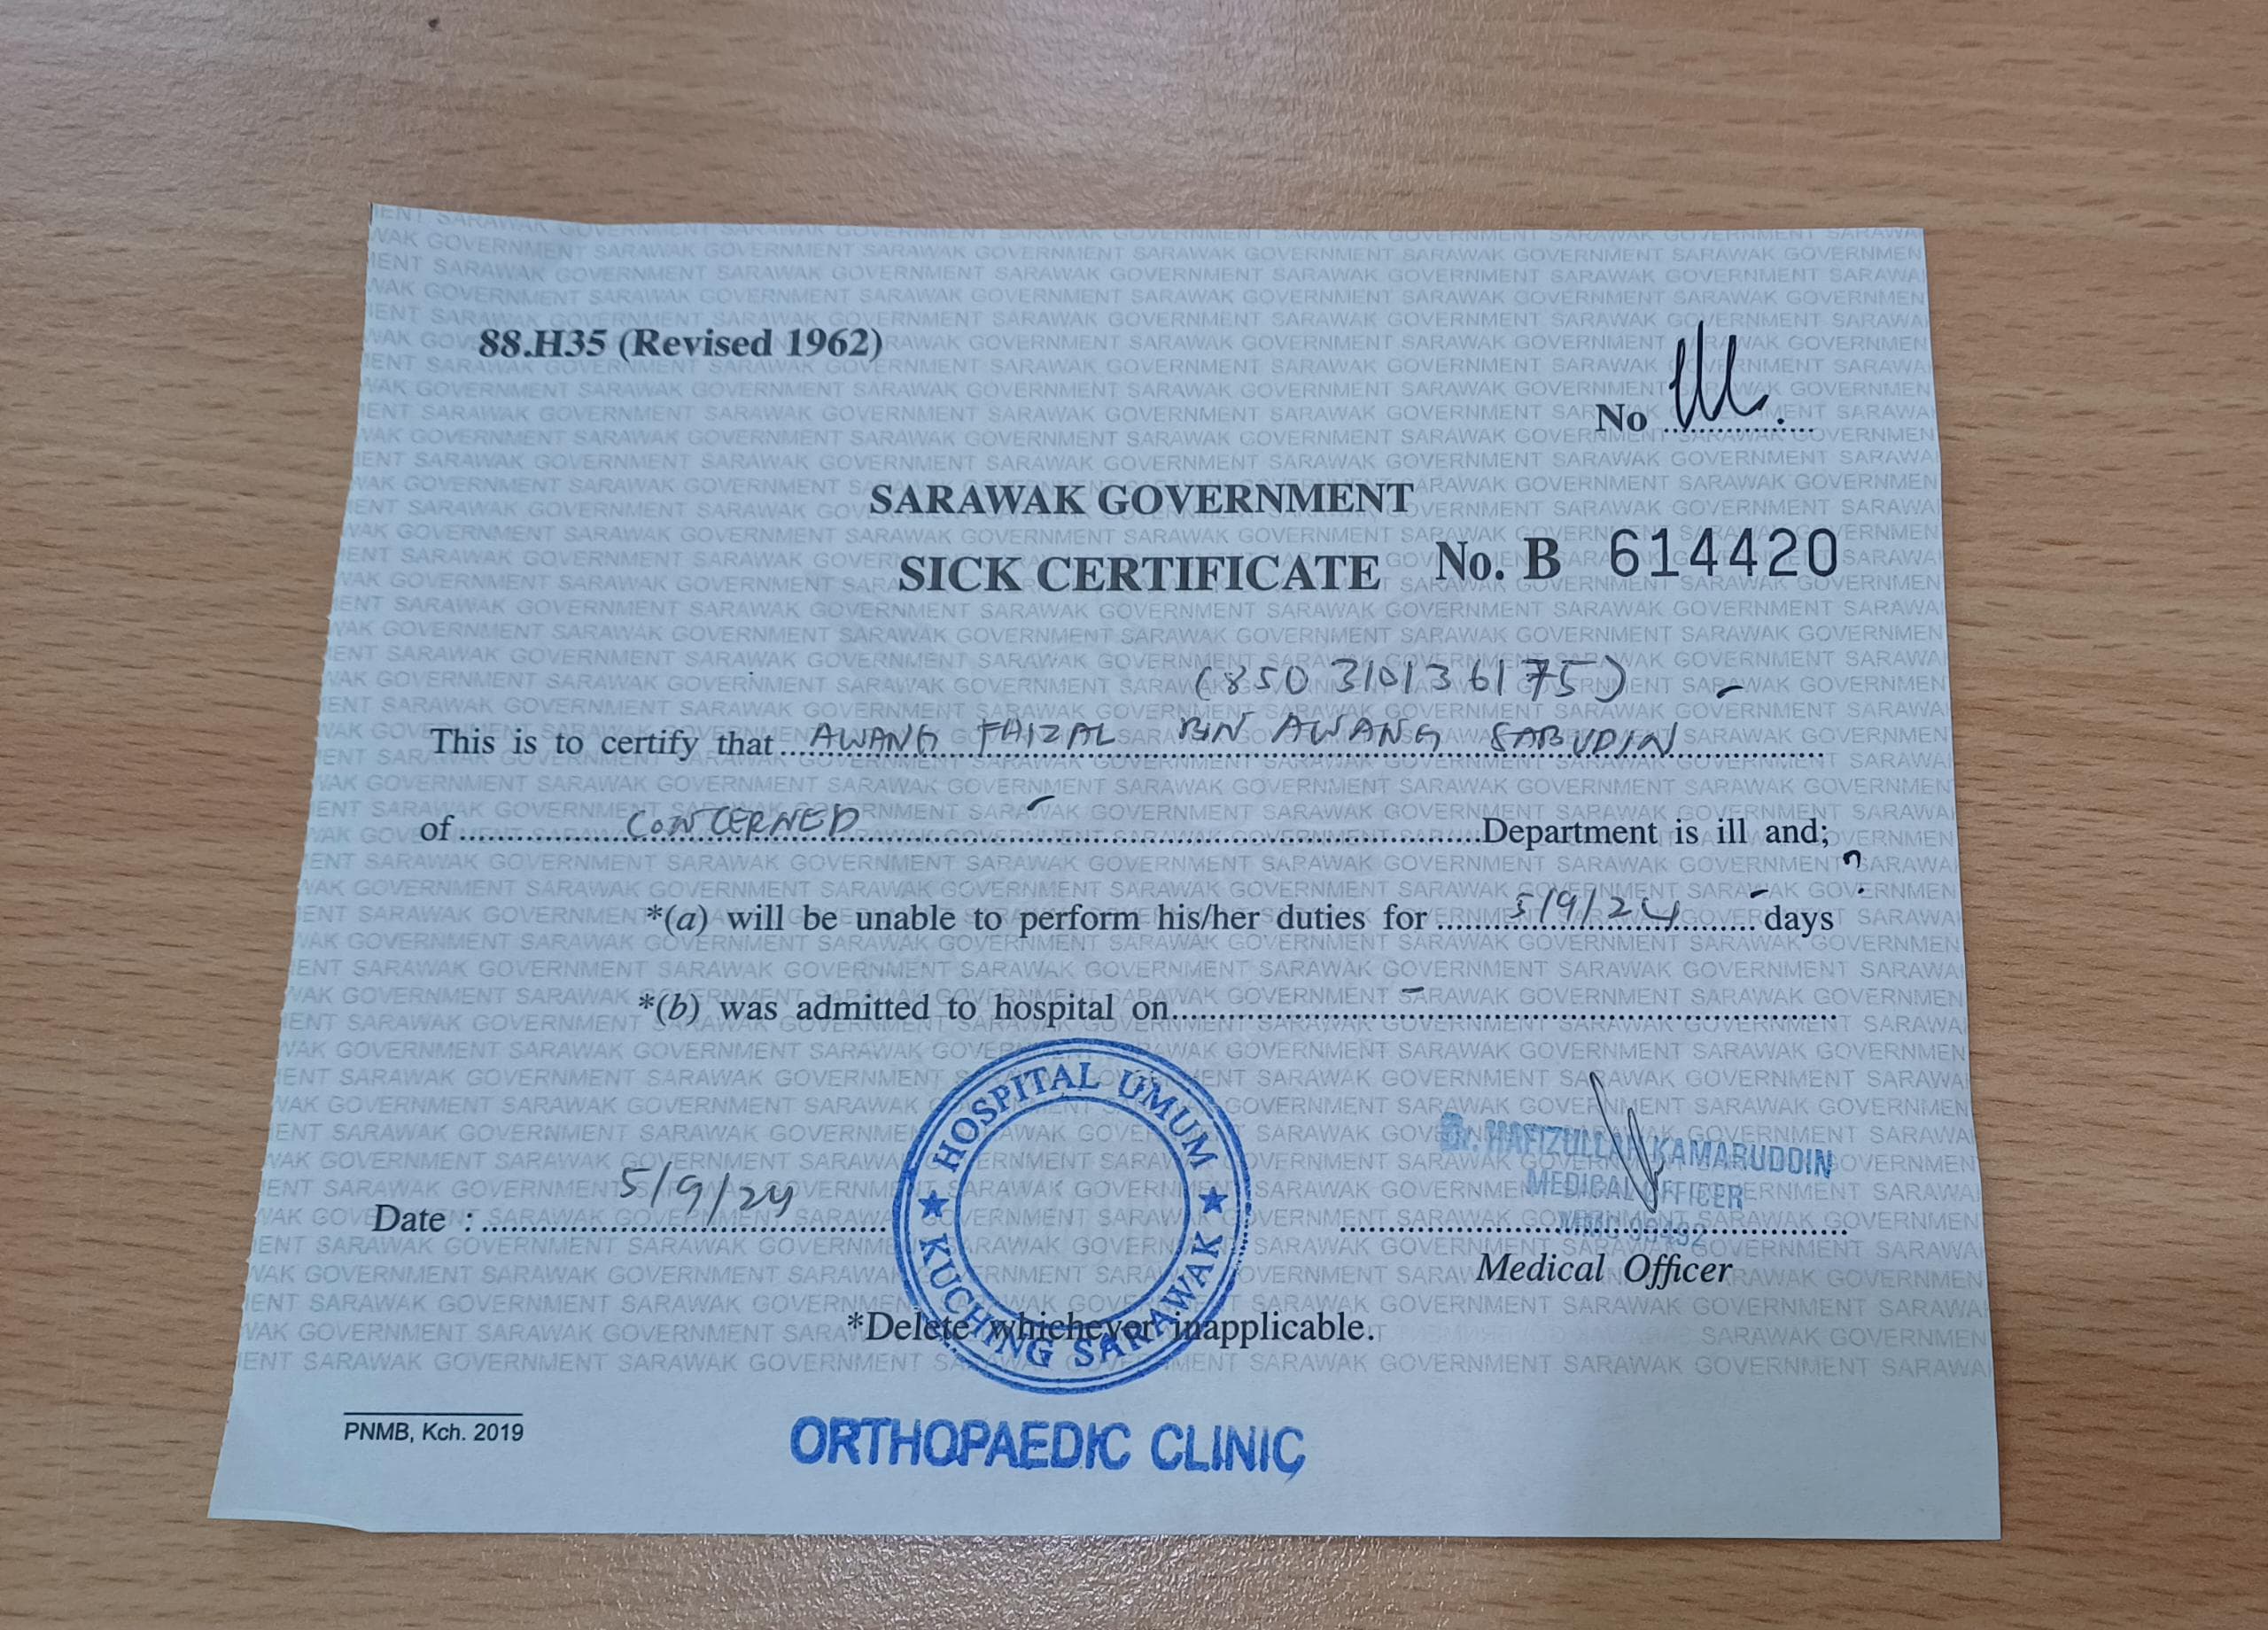 88.H35 (Revised 1962)
No
SARAWAK GOVERNMENT
SICK CERTIFICATE No. B 614420
(850310136175)
This is to certify that AWANG FAIZAL BIN AWANG SABUDIN
of CONCERNED Department is ill and;
*(a) will be unable to perform his/her duties for 5/9/24 days
*(b) was admitted to hospital on
HOSPITAL UMUM
KUCHING SARAWAK
Dr. HAFIZULLAH KAMARUDDIN
MEDICAL OFFICER
Date : 5/9/24
Medical Officer
*Delete whichever inapplicable.
PNMB, Kch. 2019
ORTHOPAEDIC CLINIC